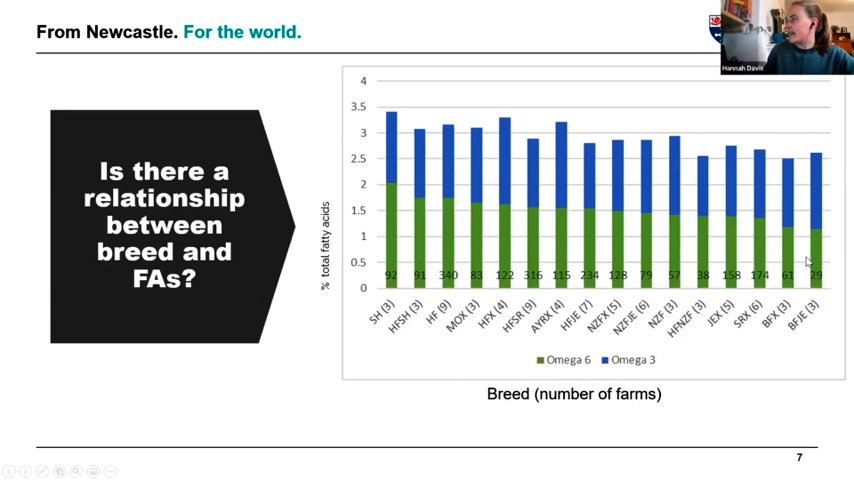 From Newcastle. For the world.
Hannah Davis
Is there a
relationship
between
breed and
FAs?
% total fatty acids
4
3.5
3
2.5
2
1.5
1
0.5
0
92 91 340 83 122 316 115 234 128 79 57 38 158 174 61 29
SH (3) HFSH (3) HF (9) MOX (3) HFX (4) HFSR (9) AYRX (4) HFJE (7) NZFX (5) NZFJE (6) NZF (3) HFNZF (3) JEX (5) SRX (6) BFX (3) BFJE (3)
Omega 6 Omega 3
Breed (number of farms)
7